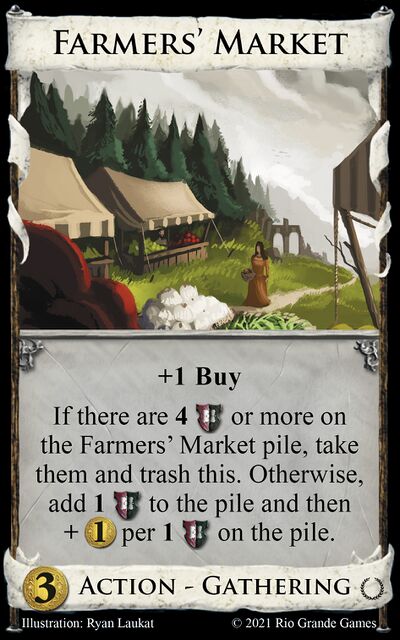 FARMERS' MARKET
+1 Buy
If there are 4 or more on
the Farmers' Market pile, take
them and trash this. Otherwise,
add 1 to the pile and then
+ 1 per 1 on the pile.
3 ACTION - GATHERING
Illustration: Ryan Laukat © 2021 Rio Grande Games